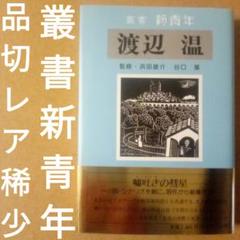 叢書新青年
品切レア稀少
叢書 新青年
渡辺 温
監修・浜田雄介 谷口 基
嘘吐きの彗星